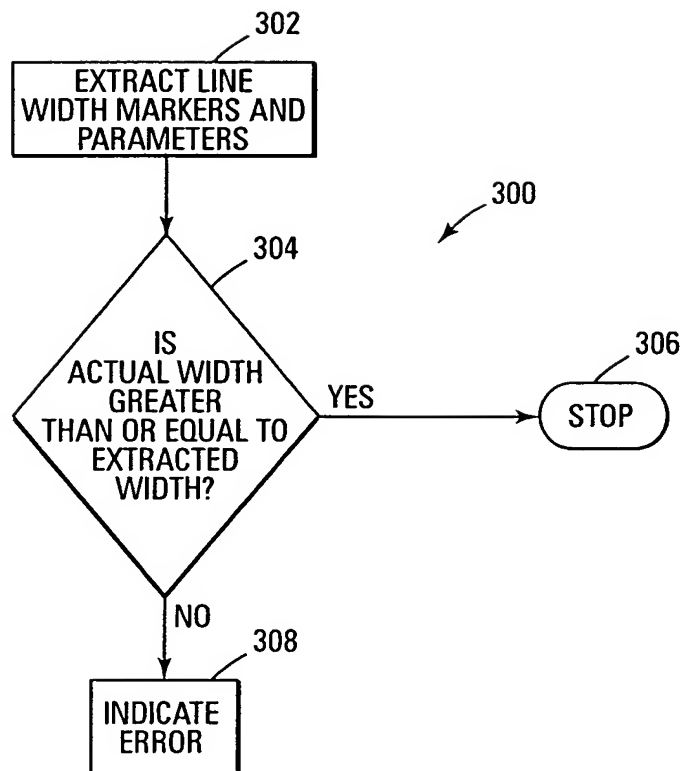 302
EXTRACT LINE
WIDTH MARKERS AND
PARAMETERS
300
304
IS
ACTUAL WIDTH
GREATER
THAN OR EQUAL TO
EXTRACTED
WIDTH?
YES
306
STOP
NO
308
INDICATE
ERROR